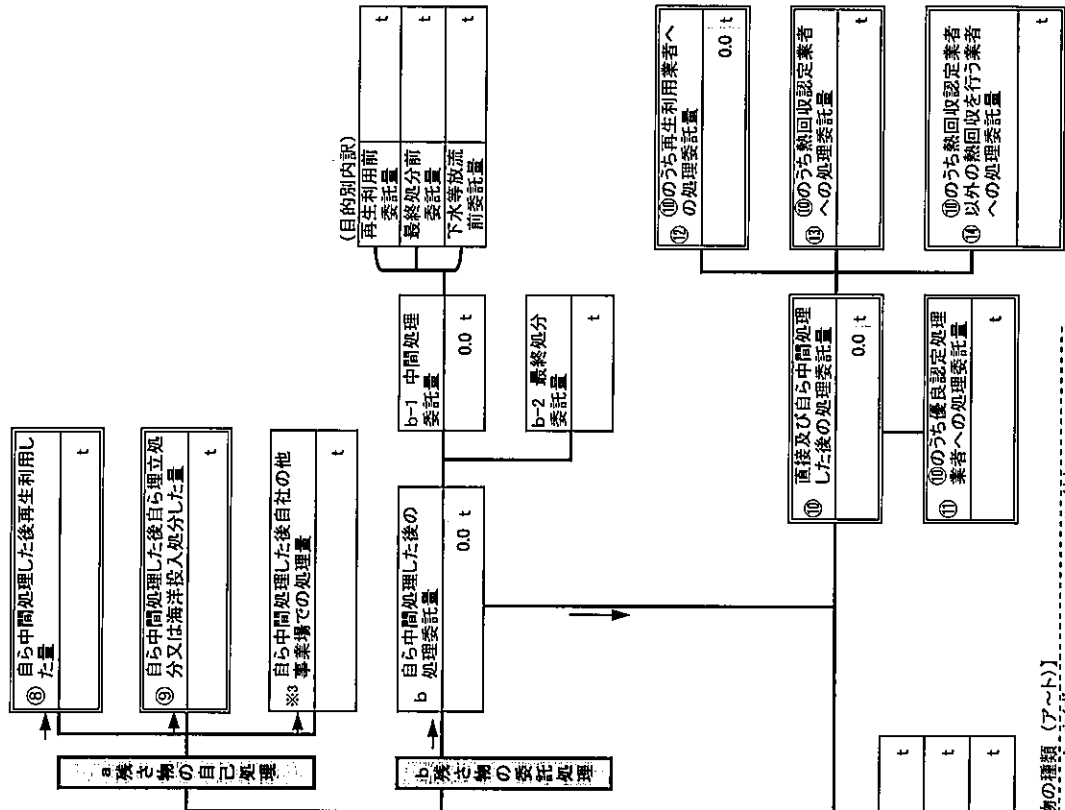 ⑧ 自ら中間処理した後再生利用し
た量
t
⑨ 自ら中間処理した後自ら埋立処
分又は海洋投入処分した量
t
※3 自ら中間処理した後自社の他
事業場での処理量
t
a 残さ物の自己処理
b 残さ物の委託処理
b 自ら中間処理した後の
処理委託量
0.0 t
b-1 中間処理
委託量
0.0 t
b-2 最終処分
委託量
t
(目的別内訳)
再生利用前
委託量
t
最終処分前
委託量
t
下水等放流
前委託量
t
⑩ 直接及び自ら中間処理
した後の処理委託量
0.0 t
⑪ ⑩のうち優良認定処理
業者への処理委託量
t
⑫ ⑩のうち再生利用業者へ
の処理委託量
0.0 t
⑬ ⑩のうち熱回収認定業者
への処理委託量
t
⑭ ⑩のうち熱回収認定業者
以外の熱回収を行う業者
への処理委託量
t
t
t
t
物の種類 (ア~ト)】